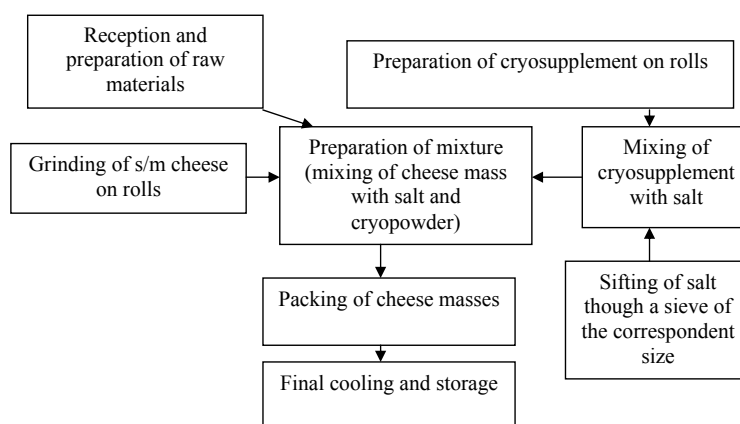 Reception and
preparation of raw
materials
Preparation of cryosupplement on rolls
Grinding of s/m cheese
on rolls
Preparation of mixture
(mixing of cheese mass
with salt and
cryopowder)
Mixing of
cryosupplement
with salt
Packing of cheese masses
Sifting of salt
though a sieve of
the correspondent
size
Final cooling and storage